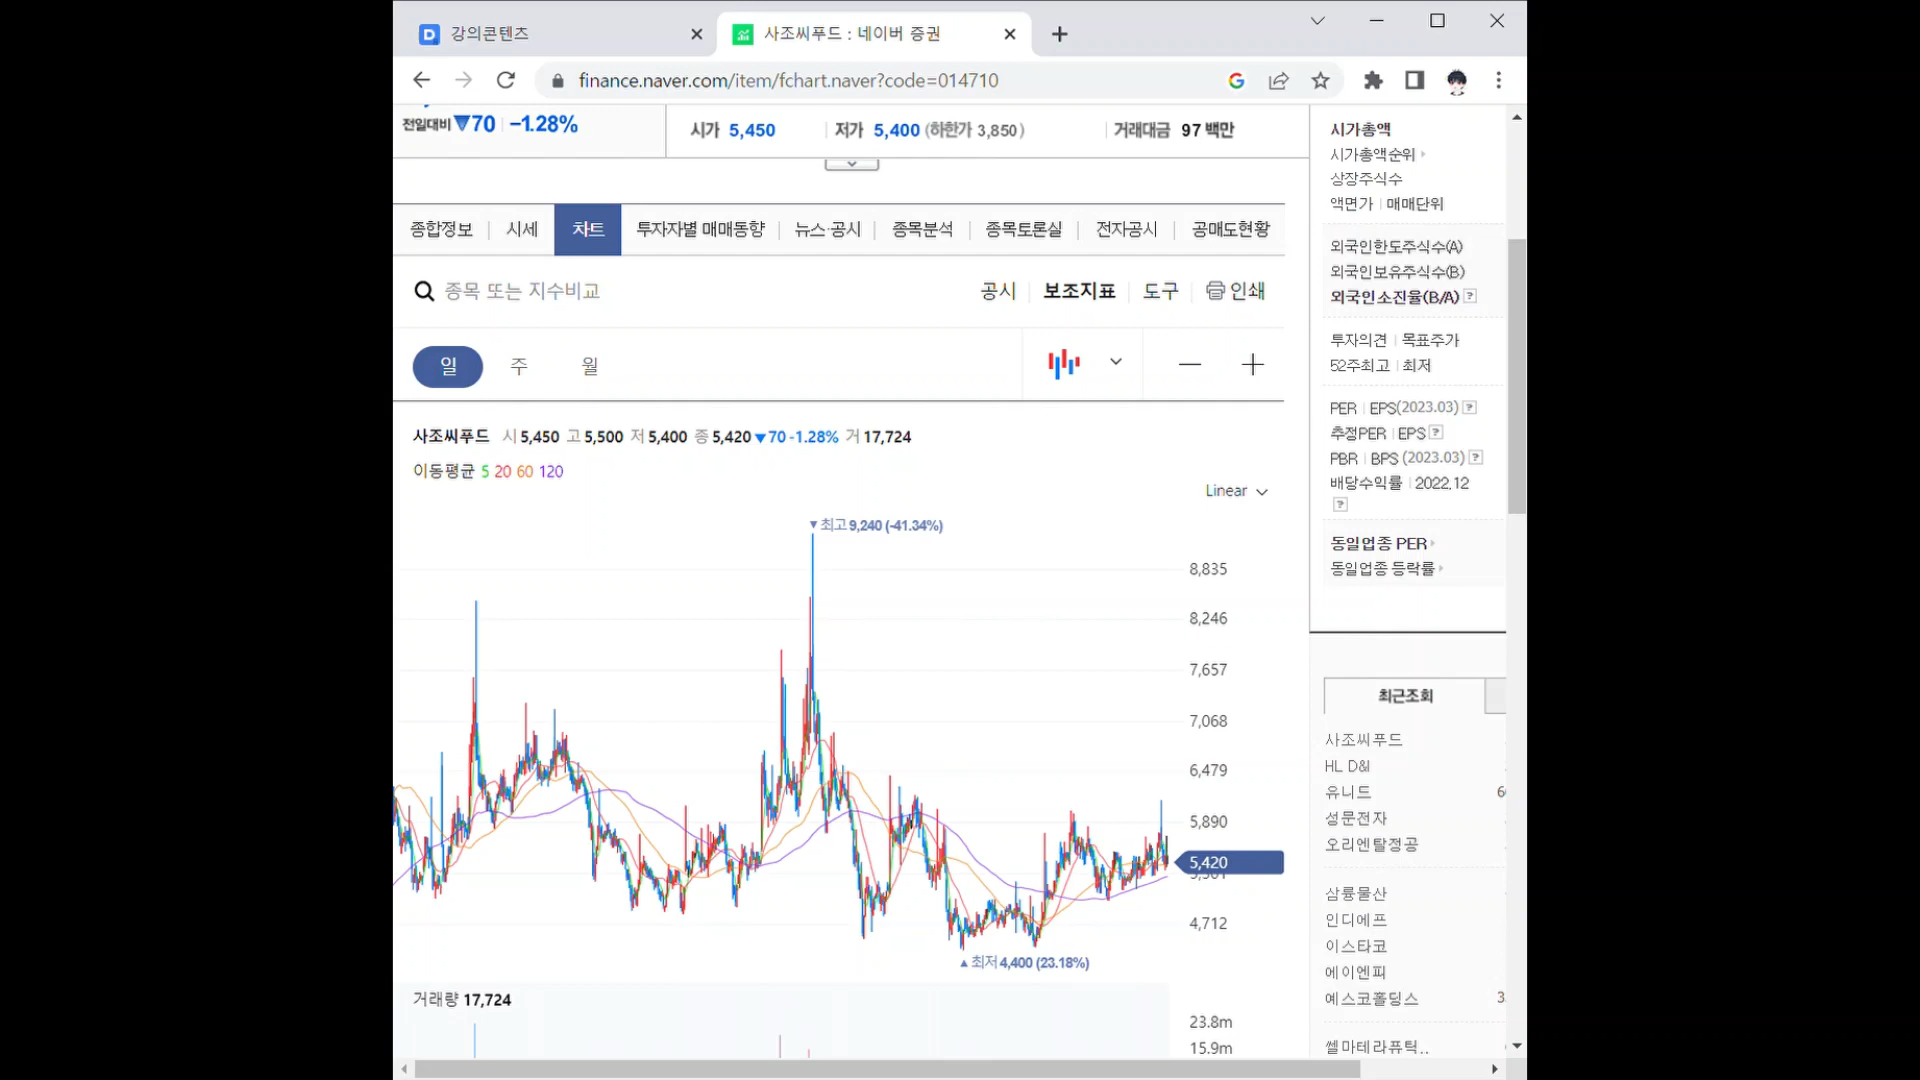 강의콘텐츠
사조씨푸드 : 네이버 증권
finance.naver.com/item/fchart.naver?code=014710
전일대비 ▼70 -1.28%
시가 5,450 저가 5,400 (하한가 3,850) 거래대금 97 백만
종합정보 시세 차트 투자자별 매매동향 뉴스·공시 종목분석 종목토론실 전자공시 공매도현황
종목 또는 지수비교
공시 보조지표 도구 인쇄
일 주 월
사조씨푸드 시 5,450 고 5,500 저 5,400 종 5,420 ▼70 -1.28% 거 17,724
이동평균 5 20 60 120
Linear
▼최고 9,240 (-41.34%)
8,835
8,246
7,657
7,068
6,479
5,890
5,420
4,712
▲최저 4,400 (23.18%)
거래량 17,724
23.8m
15.9m
시가총액
시가총액순위
상장주식수
액면가 매매단위
외국인한도주식수(A)
외국인보유주식수(B)
외국인소진율(B/A) ?
투자의견 목표주가
52주최고 최저
PER EPS(2023.03) ?
추정PER EPS ?
PBR BPS (2023.03) ?
배당수익률 2022.12
?
동일업종 PER
동일업종 등락률
최근조회
사조씨푸드
HL D&I
유니드
성문전자
오리엔탈정공
삼륭물산
인디에프
이스타코
에이엔피
예스코홀딩스
쎌마테라퓨틱..